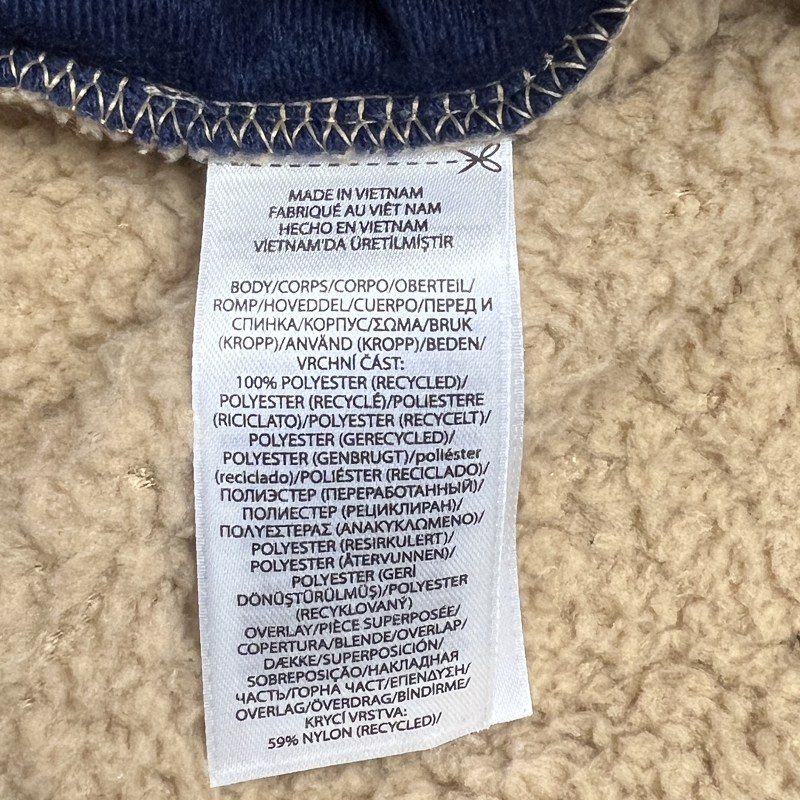 MADE IN VIETNAM
FABRIQUÉ AU VIÊT NAM
HECHO EN VIETNAM
VIETNAM'DA ÜRETİLMİŞTİR
BODY/CORPS/CORPO/OBERTEIL/
ROMP/HOVEDDEL/CUERPO/ПЕРЕД И
СПИНКА/КОРПУС/ΣΩΜΑ/BRUK
(KROPP)/ANVÄND (KROPP)/BEDEN/
VRCHNÍ ČÁST:
100% POLYESTER (RECYCLED)/
POLYESTER (RECYCLÉ)/POLIESTERE
(RICICLATO)/POLYESTER (RECYCELT)/
POLYESTER (GERECYCLED)/
POLYESTER (GENBRUGT)/poliéster
(reciclado)/POLIÉSTER (RECICLADO)/
ПОЛИЭСТЕР (ПЕРЕРАБОТАННЫЙ)/
ПОЛИЕСТЕР (РЕЦИКЛИРАН)/
ΠΟΛΥΕΣΤΕΡΑΣ (ΑΝΑΚΥΚΛΩΜΕΝΟ)/
POLYESTER (RESIRKULERT)/
POLYESTER (ÅTERVUNNEN)/
POLYESTER (GERİ
DÖNÜŞTÜRÜLMÜŞ)/POLYESTER
(RECYKLOVANÝ)
OVERLAY/PIÈCE SUPERPOSÉE/
COPERTURA/BLENDE/OVERLAP/
DÆKKE/SUPERPOSICIÓN/
SOBREPOSIÇÃO/НАКЛАДНАЯ
ЧАСТЬ/ГОРНА ЧАСТ/ΕΠΕΝΔΥΣΗ/
OVERLAG/ÖVERDRAG/BİNDİRME/
KRYCÍ VRSTVA:
59% NYLON (RECYCLED)/